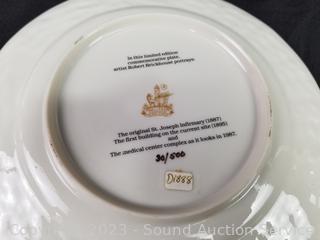 In this limited edition
commemorative plate,
artist Robert Brickhouse portrays:
The original St. Joseph Infirmary (1887)
The first building on the current site (1895)
and
The medical center complex as it looks in 1987.
30/500
D1888
Copyright 2023 - Sound Auction Service